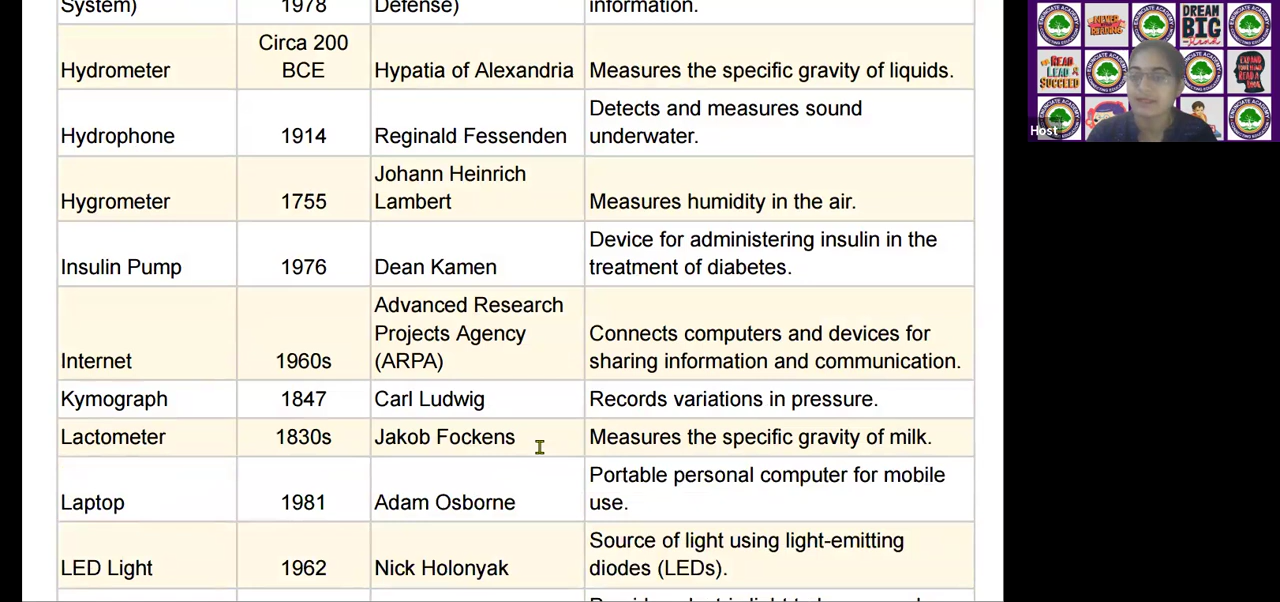 System)
1978
Defense)
information.
Hydrometer
Circa 200
BCE
Hypatia of Alexandria
Measures the specific gravity of liquids.
Hydrophone
1914
Reginald Fessenden
Detects and measures sound
underwater.
Hygrometer
1755
Johann Heinrich
Lambert
Measures humidity in the air.
Insulin Pump
1976
Dean Kamen
Device for administering insulin in the
treatment of diabetes.
Internet
1960s
Advanced Research
Projects Agency
(ARPA)
Connects computers and devices for
sharing information and communication.
Kymograph
1847
Carl Ludwig
Records variations in pressure.
Lactometer
1830s
Jakob Fockens
Measures the specific gravity of milk.
Laptop
1981
Adam Osborne
Portable personal computer for mobile
use.
LED Light
1962
Nick Holonyak
Source of light using light-emitting
diodes (LEDs).
DREAM
BIG
READ
LEAD
SUCCEED
Host